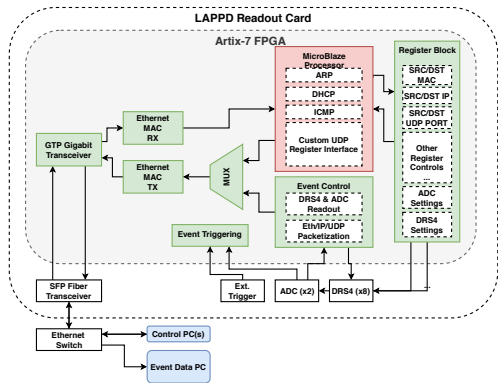 LAPPD Readout Card
Artix-7 FPGA
MicroBlaze
Processor
ARP
DHCP
ICMP
Custom UDP
Register Interface
Register Block
SRC/DST
MAC
SRC/DST IP
SRC/DST
UDP PORT
Other
Register
Controls
...
ADC
Settings
DRS4
Settings
Ethernet
MAC
RX
GTP Gigabit
Transceiver
Ethernet
MAC
TX
MUX
Event Control
DRS4 & ADC
Readout
Eth/IP/UDP
Packetization
Event Triggering
SFP Fiber
Transceiver
Ext.
Trigger
ADC (x2)
DRS4 (x8)
...
Ethernet
Switch
Control PC(s)
Event Data PC